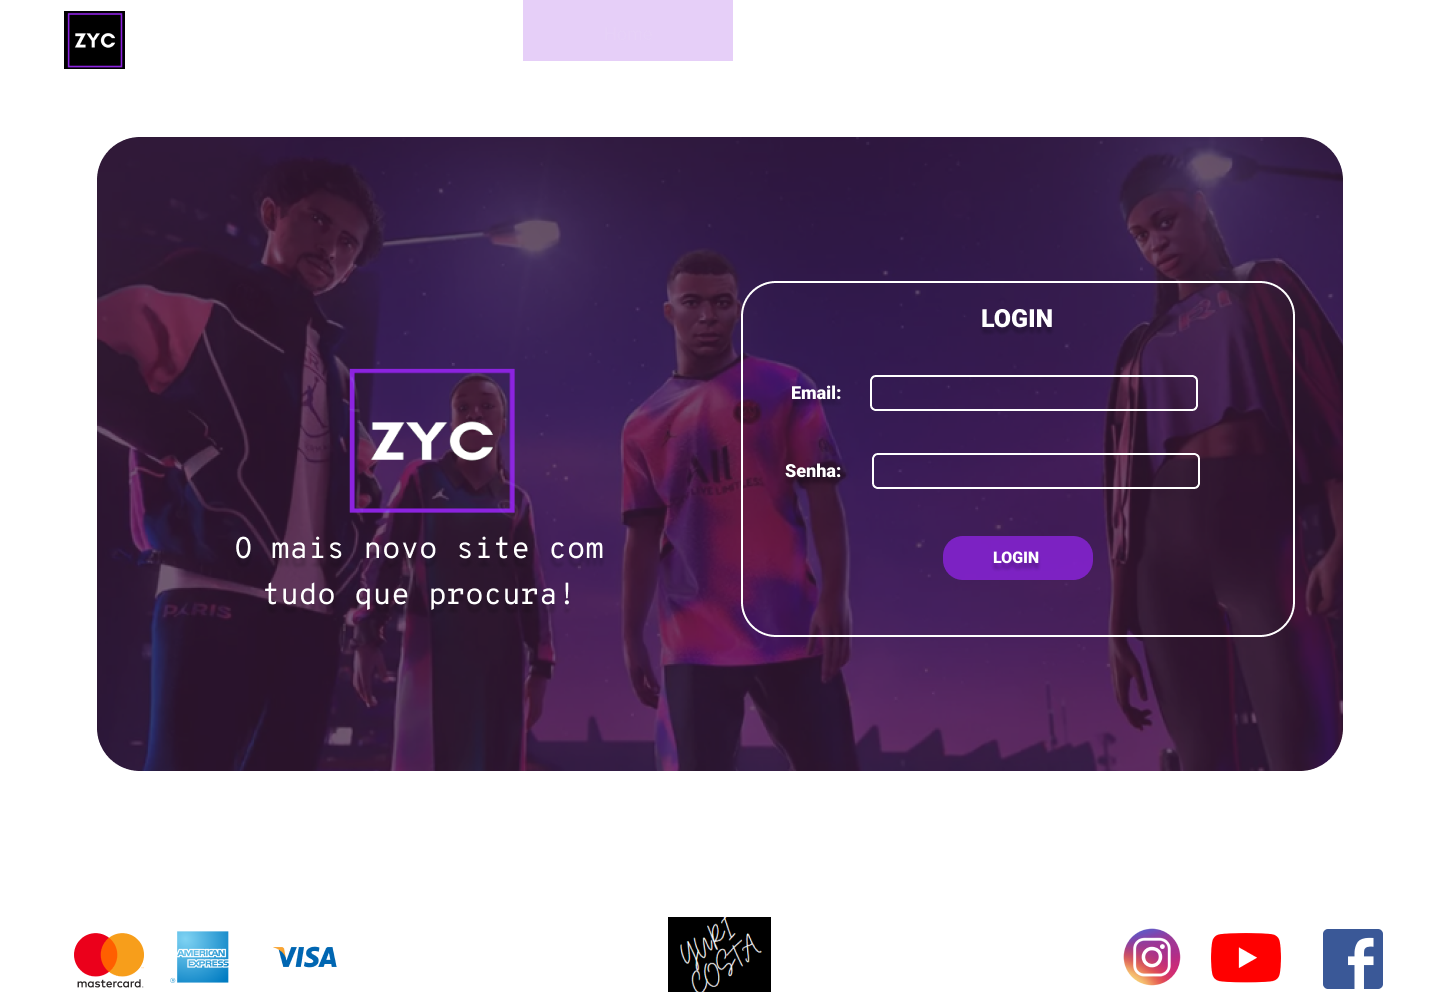 ZYC
LOGIN
Email:
Senha:
LOGIN
ZYC
O mais novo site com
tudo que procura!
PARIS
mastercard.
AMERICAN
EXPRESS
VISA
YURI
COSTA